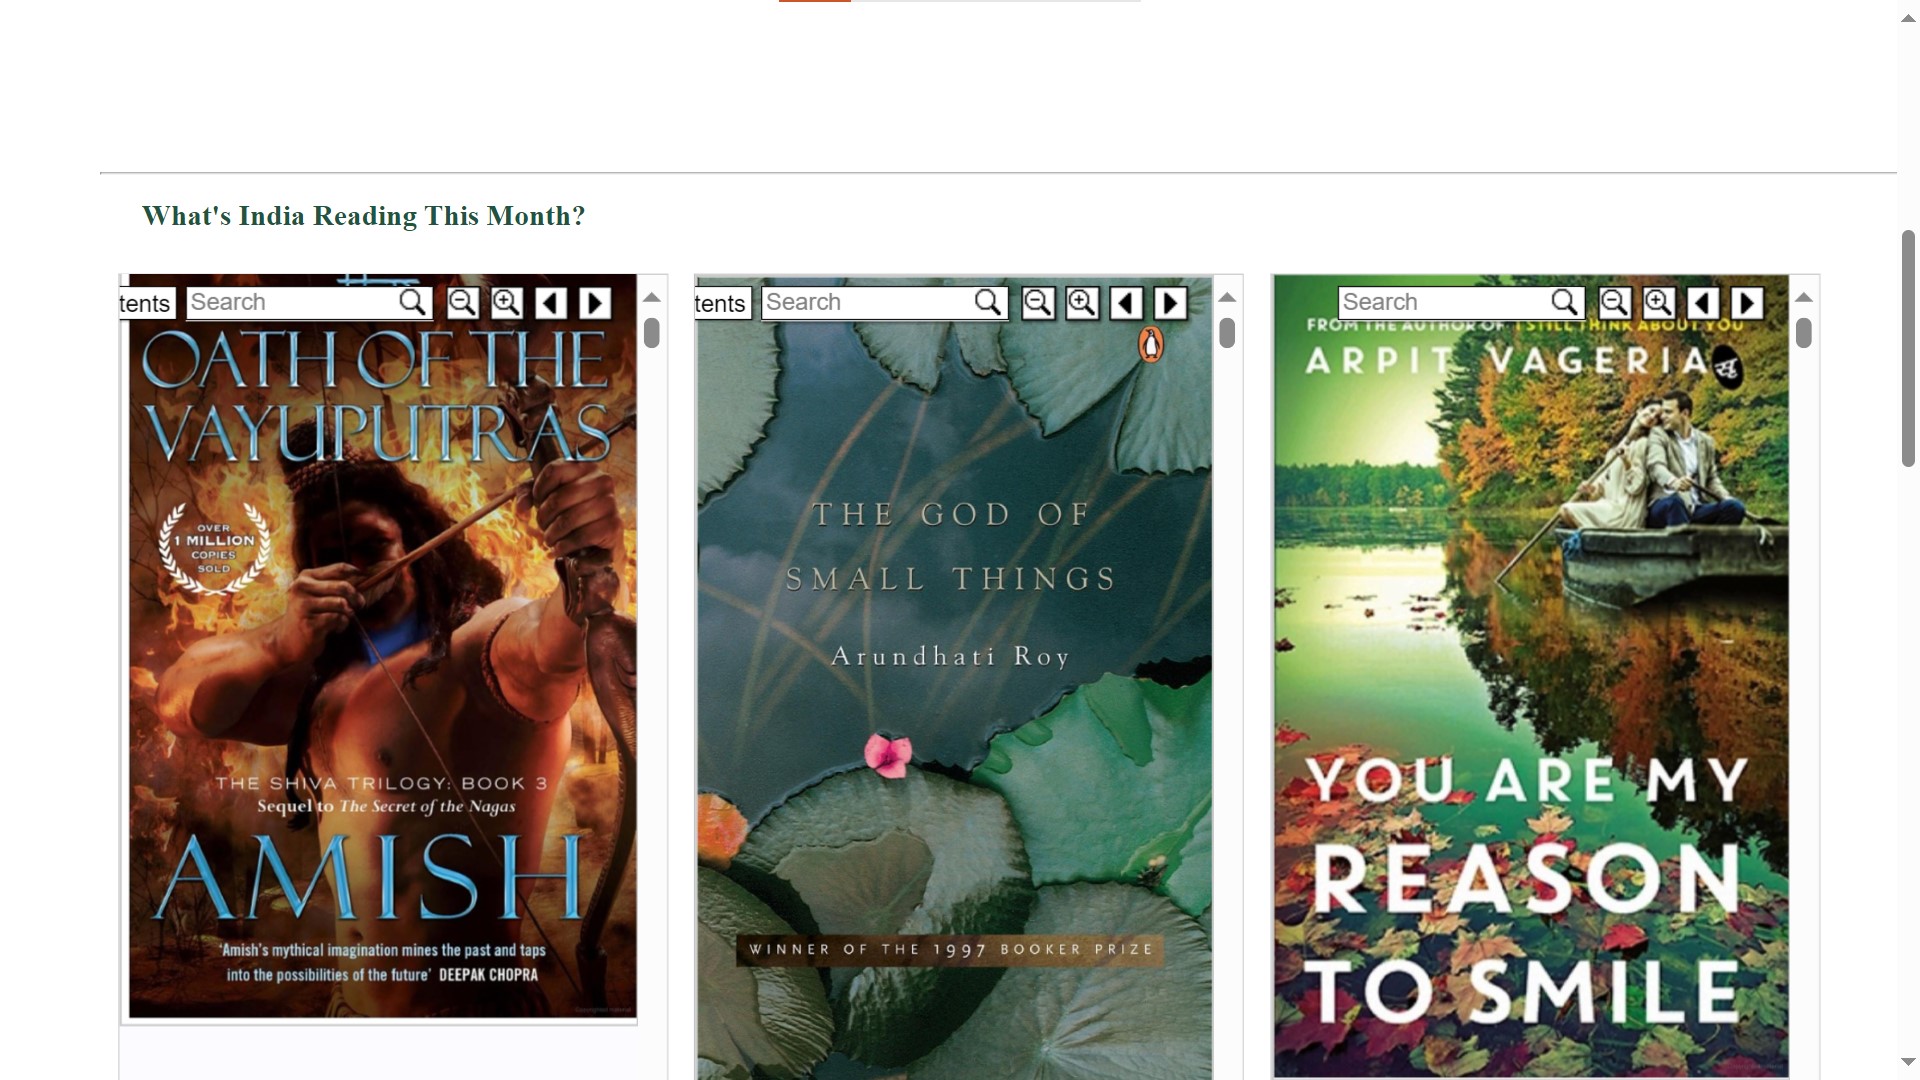 What's India Reading This Month?
tents
Search
OATH OF THE
VAYUPUTRAS
OVER
1 MILLION
COPIES
SOLD
THE SHIVA TRILOGY: BOOK 3
Sequel to The Secret of the Nagas
AMISH
'Amish's mythical imagination mines the past and taps
into the possibilities of the future' DEEPAK CHOPRA
tents
Search
THE GOD OF
SMALL THINGS
Arundhati Roy
WINNER OF THE 1997 BOOKER PRIZE
Search
FROM THE AUTHOR OF I STILL THINK ABOUT YOU
ARPIT VAGERIA
YOU ARE MY
REASON
TO SMILE